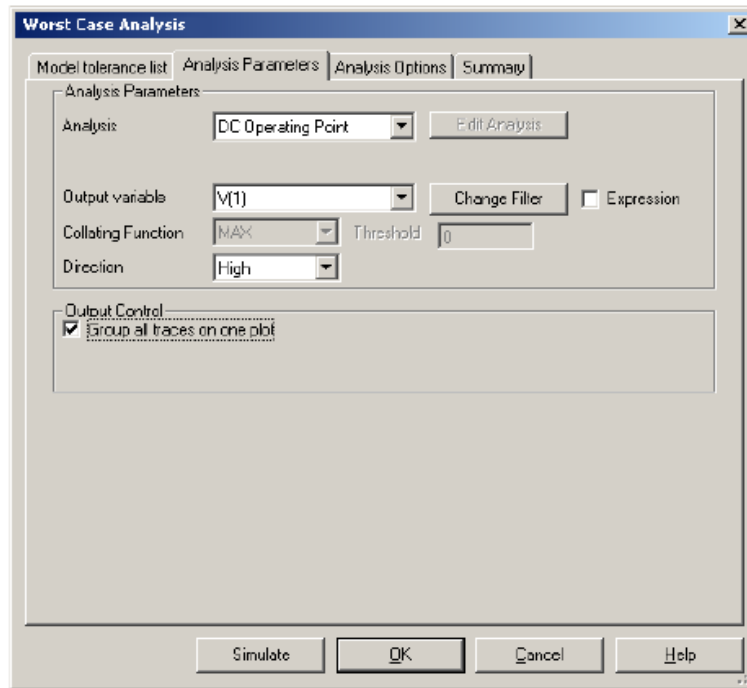 Worst Case Analysis
Model tolerance list Analysis Parameters Analysis Options Summary
Analysis Parameters
Analysis DC Operating Point Edit Analysis
Output variable V(1) Change Filter Expression
Collating Function MAX Threshold 0
Direction High
Output Control
Group all traces on one plot
Simulate OK Cancel Help